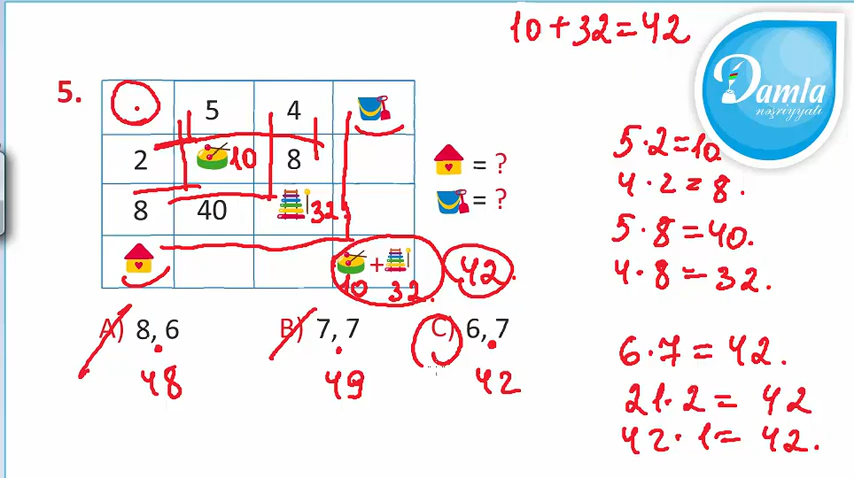 10+32=42
Damla
nəşriyyatı
5.
. 5 4
2 10 8
= ?
8 40 32
= ?
+ 42.
10 32.
5·2=10.
4·2=8.
5·8=40.
4·8=32.
A) 8, 6 B) 7, 7 C) 6, 7
48 49 42
6·7=42.
21·2=42
42·1=42.